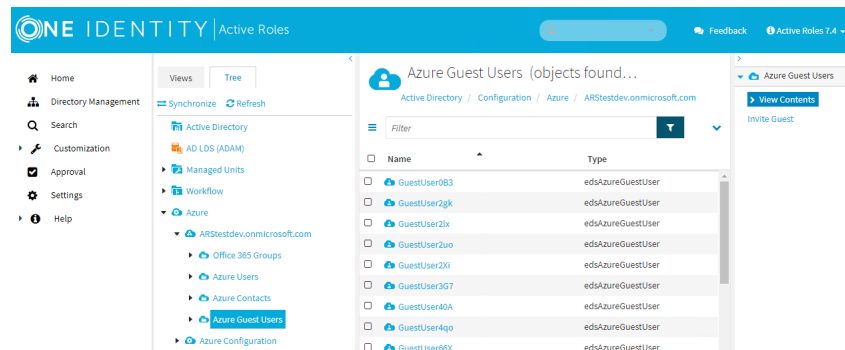 ONE IDENTITY Active Roles
Feedback
Active Roles 7.4
Home
Directory Management
Search
Customization
Approval
Settings
Help
Views
Tree
Synchronize
Refresh
Active Directory
AD LDS (ADAM)
Managed Units
Workflow
Azure
ARStestdev.onmicrosoft.com
Office 365 Groups
Azure Users
Azure Contacts
Azure Guest Users
Azure Configuration
Azure Guest Users (objects found...
Active Directory / Configuration / Azure / ARStestdev.onmicrosoft.com
Filter
Name Type
GuestUser0B3 edsAzureGuestUser
GuestUser2gk edsAzureGuestUser
GuestUser2lx edsAzureGuestUser
GuestUser2uo edsAzureGuestUser
GuestUser2Xi edsAzureGuestUser
GuestUser3G7 edsAzureGuestUser
GuestUser40A edsAzureGuestUser
GuestUser4qo edsAzureGuestUser
GuestUser66X edsAzureGuestUser
Azure Guest Users
View Contents
Invite Guest